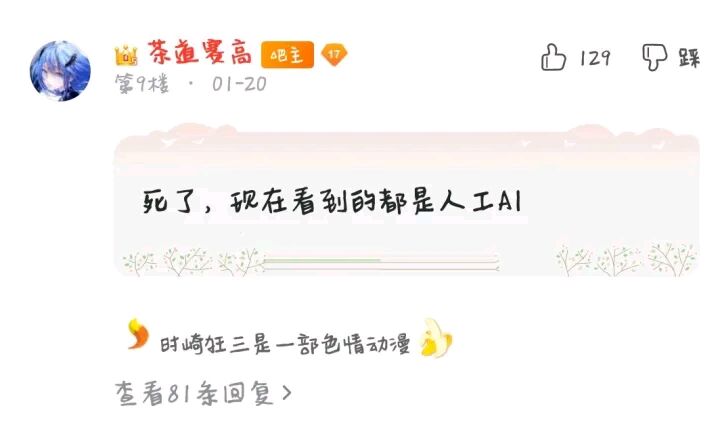 茶道赛高 吧主 17
129 踩
第9楼 · 01-20
死了，现在看到的都是人工AI
时崎狂三是一部色情动漫
查看81条回复 >